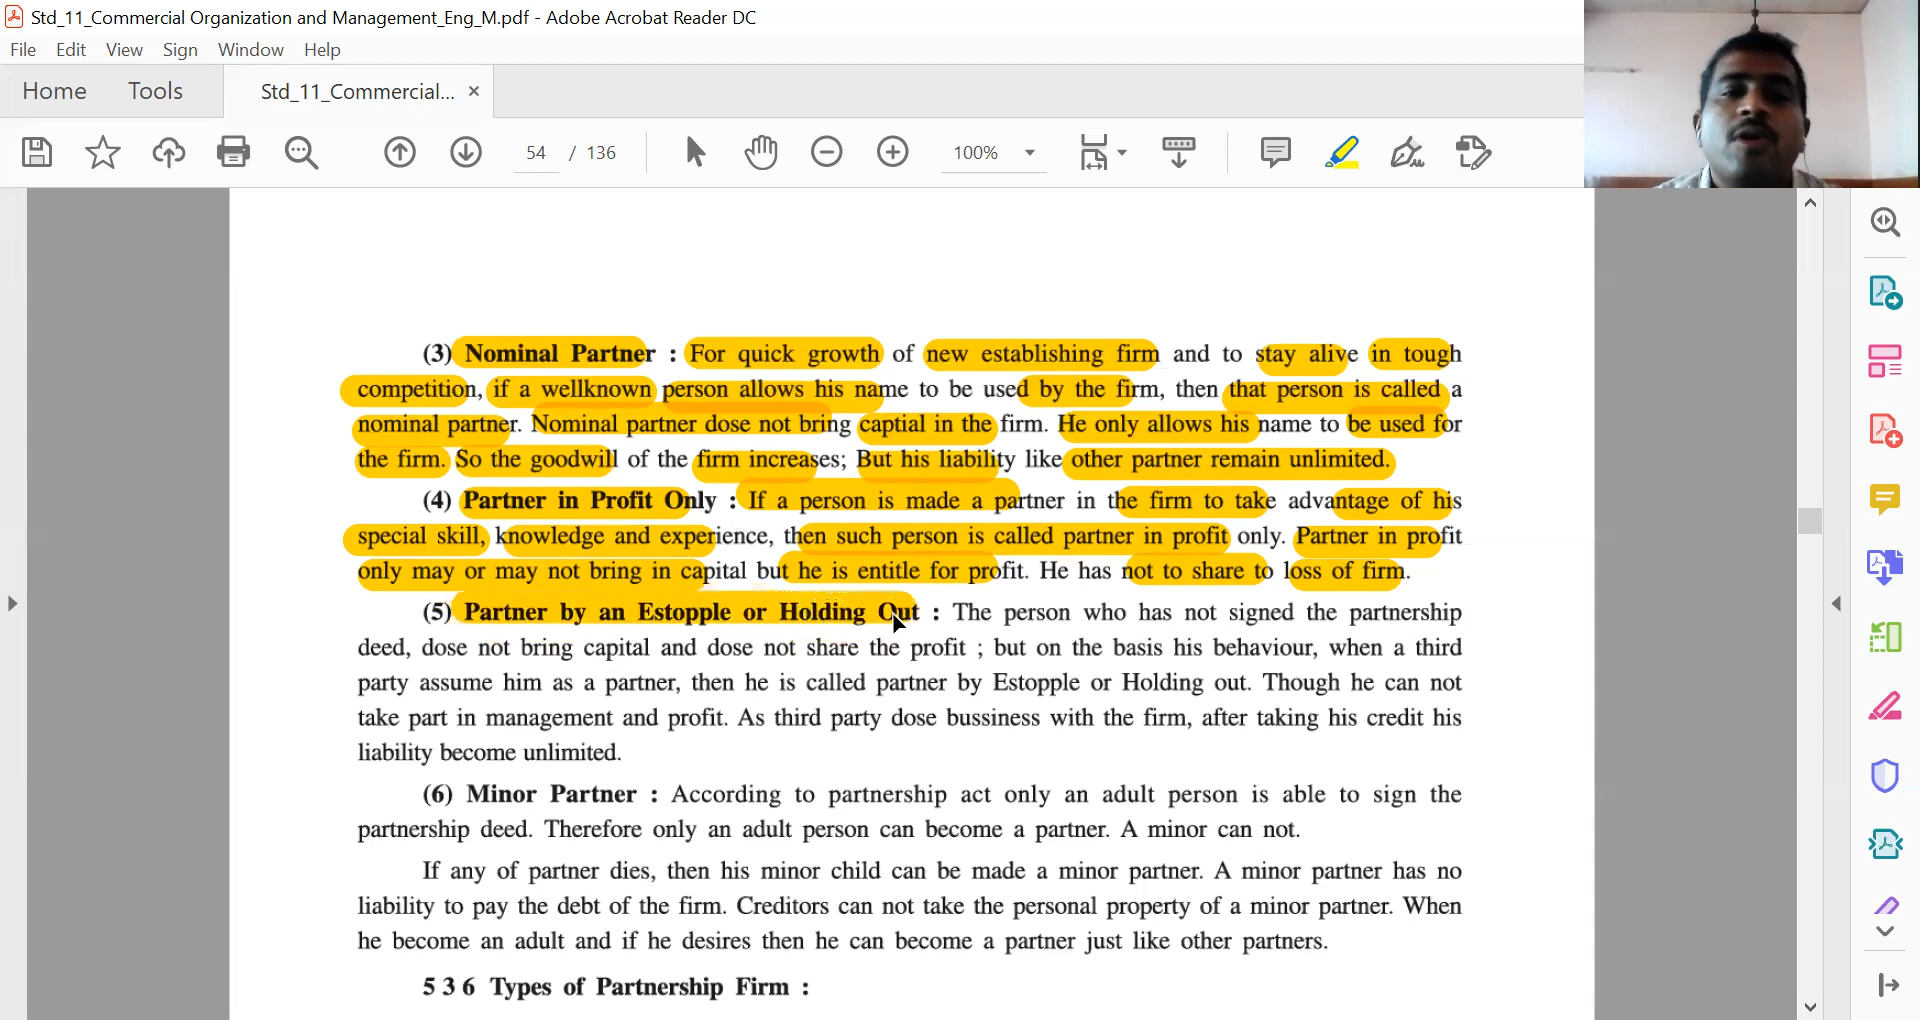 Std_11_Commercial Organization and Management_Eng_M.pdf - Adobe Acrobat Reader DC
File Edit View Sign Window Help
Home Tools Std_11_Commercial... ×
54 / 136 100%
(3) Nominal Partner : For quick growth of new establishing firm and to stay alive in tough
competition, if a wellknown person allows his name to be used by the firm, then that person is called a
nominal partner. Nominal partner dose not bring captial in the firm. He only allows his name to be used for
the firm. So the goodwill of the firm increases; But his liability like other partner remain unlimited.
(4) Partner in Profit Only : If a person is made a partner in the firm to take advantage of his
special skill, knowledge and experience, then such person is called partner in profit only. Partner in profit
only may or may not bring in capital but he is entitle for profit. He has not to share to loss of firm.
(5) Partner by an Estopple or Holding Out : The person who has not signed the partnership
deed, dose not bring capital and dose not share the profit ; but on the basis his behaviour, when a third
party assume him as a partner, then he is called partner by Estopple or Holding out. Though he can not
take part in management and profit. As third party dose bussiness with the firm, after taking his credit his
liability become unlimited.
(6) Minor Partner : According to partnership act only an adult person is able to sign the
partnership deed. Therefore only an adult person can become a partner. A minor can not.
If any of partner dies, then his minor child can be made a minor partner. A minor partner has no
liability to pay the debt of the firm. Creditors can not take the personal property of a minor partner. When
he become an adult and if he desires then he can become a partner just like other partners.
5 3 6 Types of Partnership Firm :